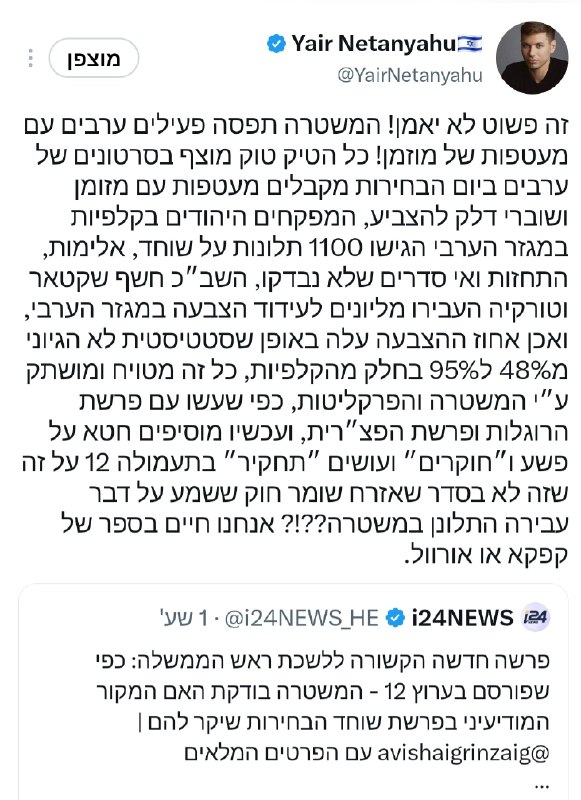 Yair Netanyahu🇮🇱
@YairNetanyahu
מוצפן
זה פשוט לא יאמן! המשטרה תפסה פעילים ערבים עם
מעטפות של מוזמן! כל הטיק טוק מוצף בסרטונים של
ערבים ביום הבחירות מקבלים מעטפות עם מזומן
ושוברי דלק להצביע, המפקחים היהודים בקלפיות
במגזר הערבי הגישו 1100 תלונות על שוחד, אלימות,
התחזות ואי סדרים שלא נבדקו, השב״כ חשף שקטאר
וטורקיה העבירו מליונים לעידוד הצבעה במגזר הערבי,
ואכן אחוז ההצבעה עלה באופן שסטטיסטית לא הגיוני
מ48% ל95% בחלק מהקלפיות, כל זה מטויח ומושתק
ע״י המשטרה והפרקליטות, כפי שעשו עם פרשת
הרוגלות ופרשת הפצ״רית, ועכשיו מוסיפים חטא על
פשע ו״חוקרים״ ועושים ״תחקיר״ בתעמולה 12 על זה
שזה לא בסדר שאזרח שומר חוק ששמע על דבר
עבירה התלונן במשטרה??!? אנחנו חיים בספר של
קפקא או אורוול.
i24NEWS @i24NEWS_HE · 1 שע'
פרשה חדשה הקשורה ללשכת ראש הממשלה: כפי
שפורסם בערוץ 12 - המשטרה בודקת האם המקור
המודיעיני בפרשת שוחד הבחירות שיקר להם |
@avishaigrinzaig עם הפרטים המלאים
...